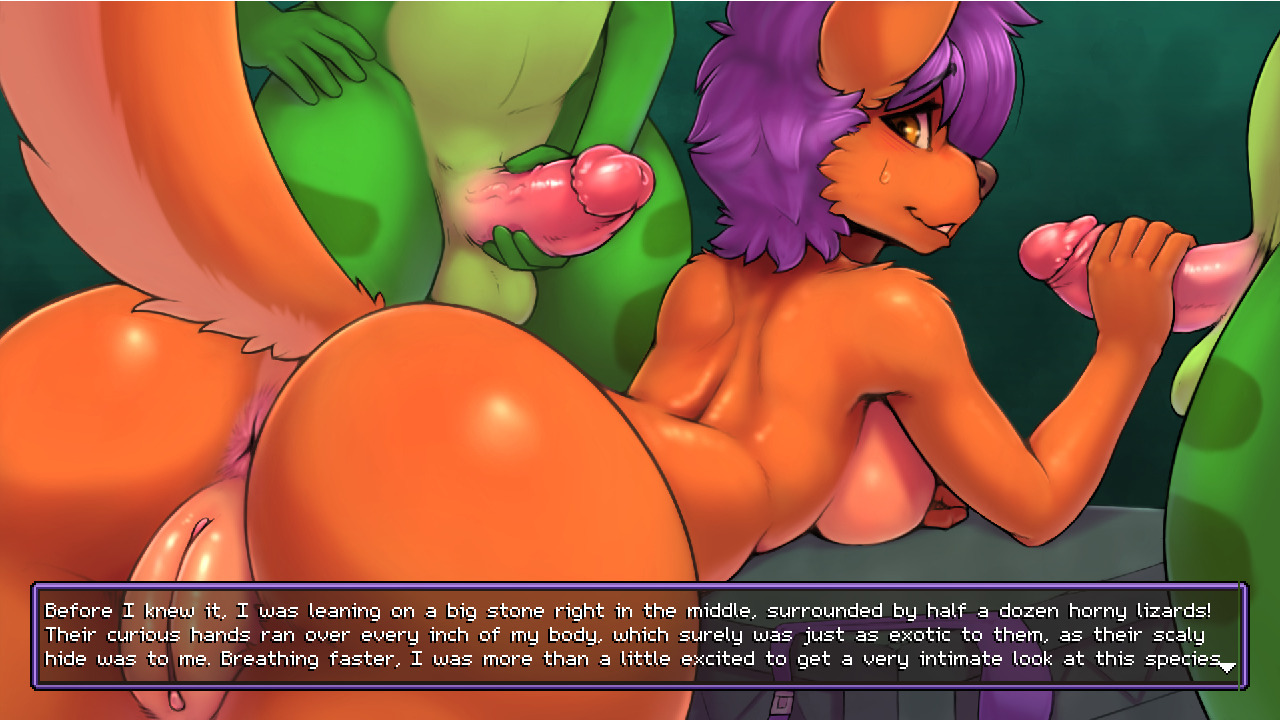 Before I knew it, I was leaning on a big stone right in the middle, surrounded by half a dozen horny lizards!
Their curious hands ran over every inch of my body, which surely was just as exotic to them, as their scaly
hide was to me. Breathing faster, I was more than a little excited to get a very intimate look at this species.